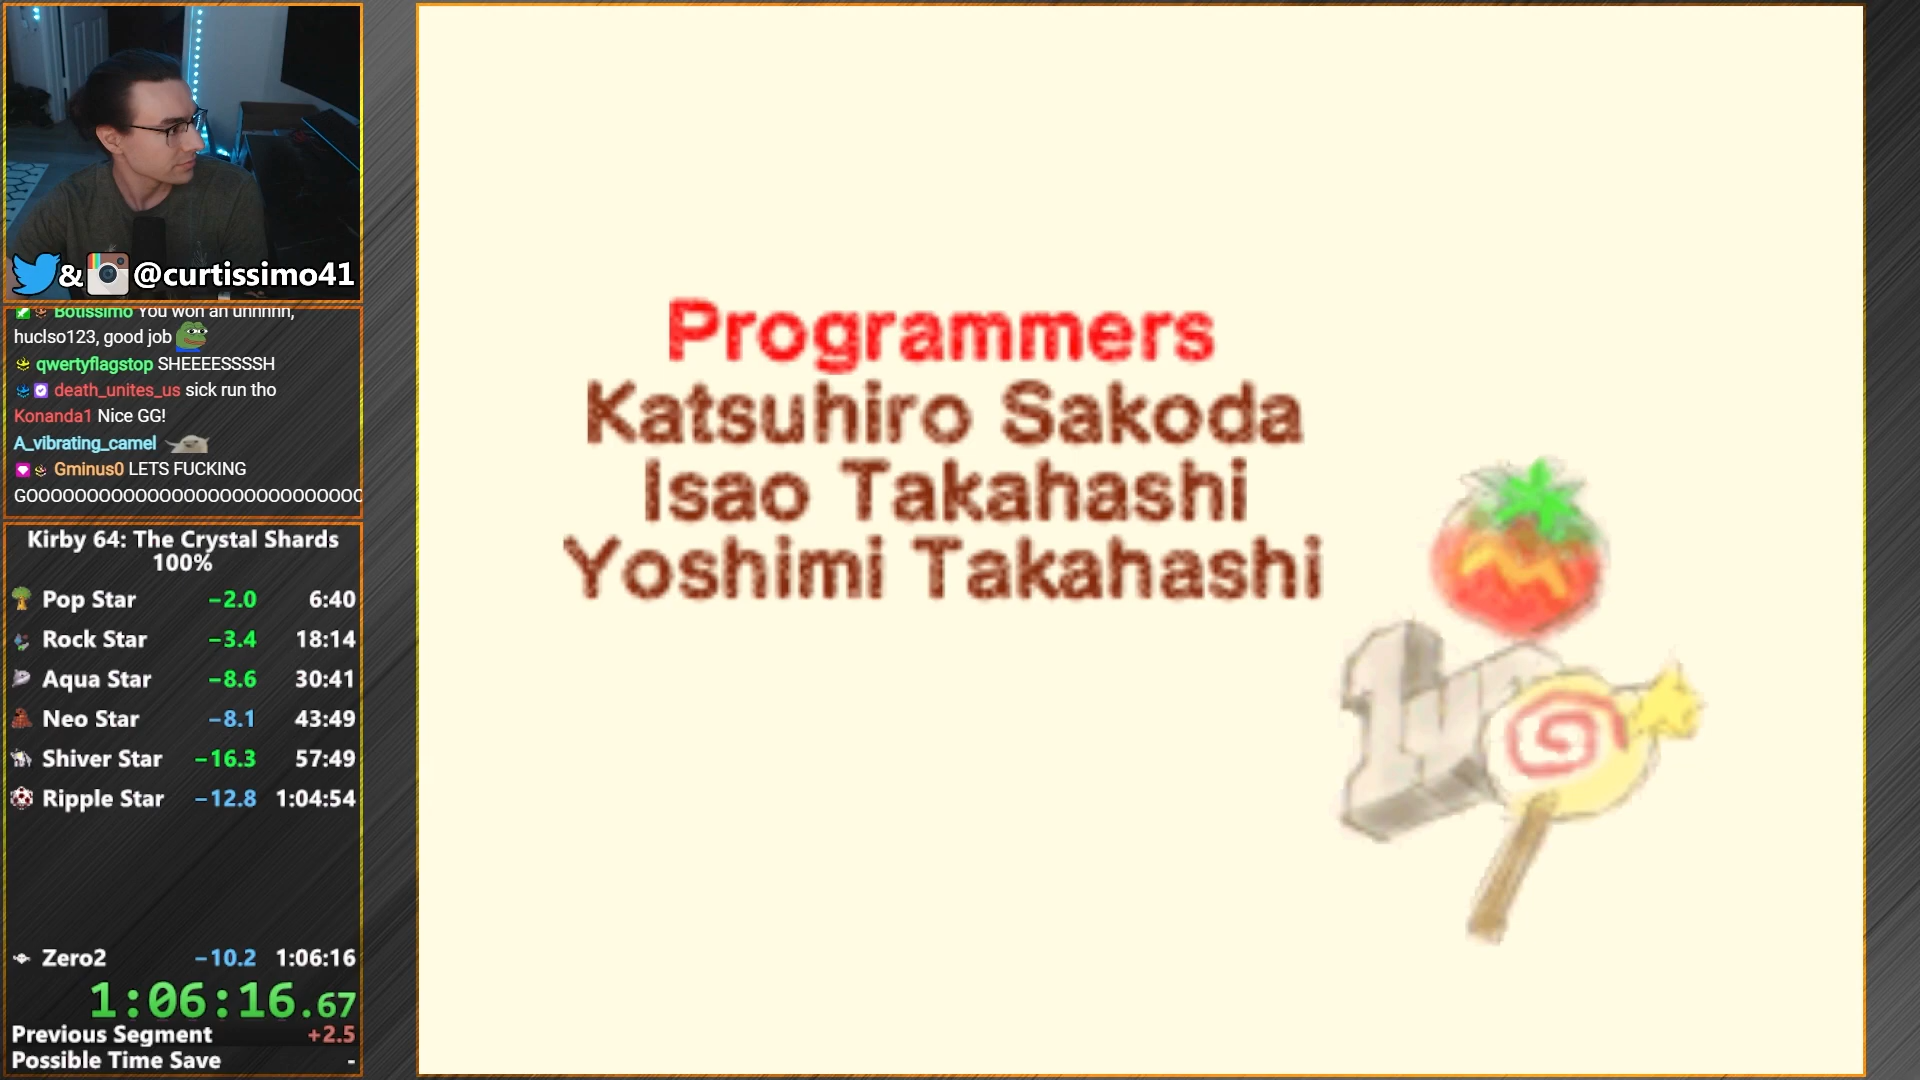 & @curtissimo41
Botissimo You won an unnnnn,
huclso123, good job
qwertyflagstop SHEEEESSSSH
death_unites_us sick run tho
Konanda1 Nice GG!
A_vibrating_camel
Gminus0 LETS FUCKING
GOOOOOOOOOOOOOOOOOOOOOOOOOOO
Kirby 64: The Crystal Shards
100%
Pop Star -2.0 6:40
Rock Star -3.4 18:14
Aqua Star -8.6 30:41
Neo Star -8.1 43:49
Shiver Star -16.3 57:49
Ripple Star -12.8 1:04:54
Zero2 -10.2 1:06:16
1:06:16.67
Previous Segment +2.5
Possible Time Save -
Programmers
Katsuhiro Sakoda
Isao Takahashi
Yoshimi Takahashi
1UP